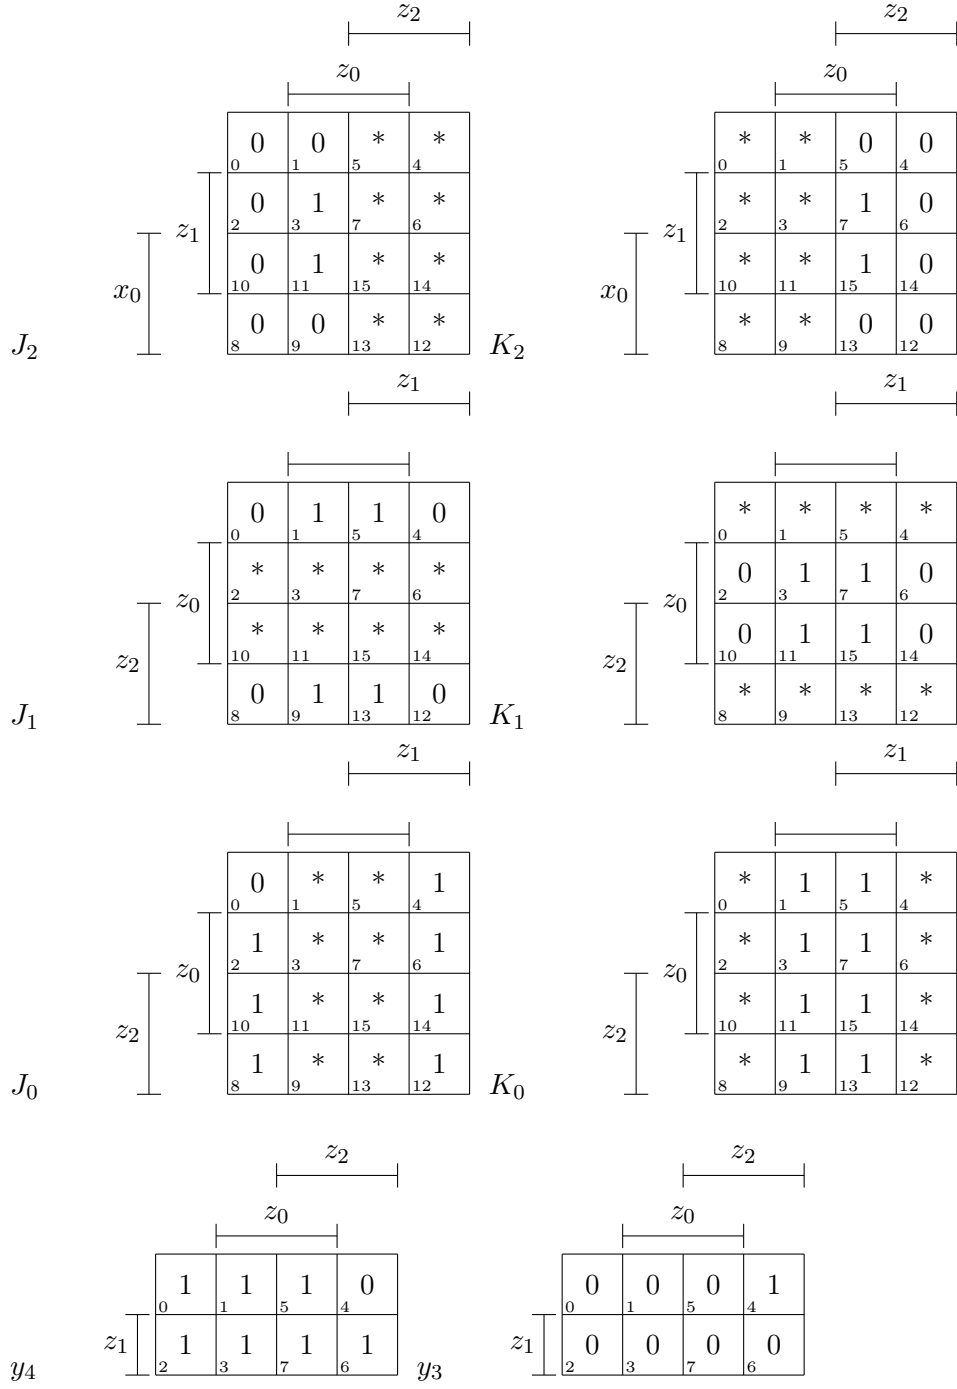 z2 z2
z0 z0
0 0 * * * * 0 0
0 1 5 4 0 1 5 4
z1 0 1 * * z1 * * 1 0
2 3 7 6 2 3 7 6
x0 0 1 * * x0 * * 1 0
10 11 15 14 10 11 15 14
0 0 * * * * 0 0
J2 8 9 13 12 K2 8 9 13 12
z1 z1
0 1 1 0 * * * *
0 1 5 4 0 1 5 4
z0 * * * * z0 0 1 1 0
2 3 7 6 2 3 7 6
z2 * * * * z2 0 1 1 0
10 11 15 14 10 11 15 14
0 1 1 0 * * * *
J1 8 9 13 12 K1 8 9 13 12
z1 z1
0 * * 1 * 1 1 *
0 1 5 4 0 1 5 4
z0 1 * * 1 z0 * 1 1 *
2 3 7 6 2 3 7 6
z2 1 * * 1 z2 * 1 1 *
10 11 15 14 10 11 15 14
1 * * 1 * 1 1 *
J0 8 9 13 12 K0 8 9 13 12
z2 z2
z0 z0
1 1 1 0 0 0 0 1
0 1 5 4 0 1 5 4
z1 1 1 1 1 z1 0 0 0 0
y4 2 3 7 6 y3 2 3 7 6